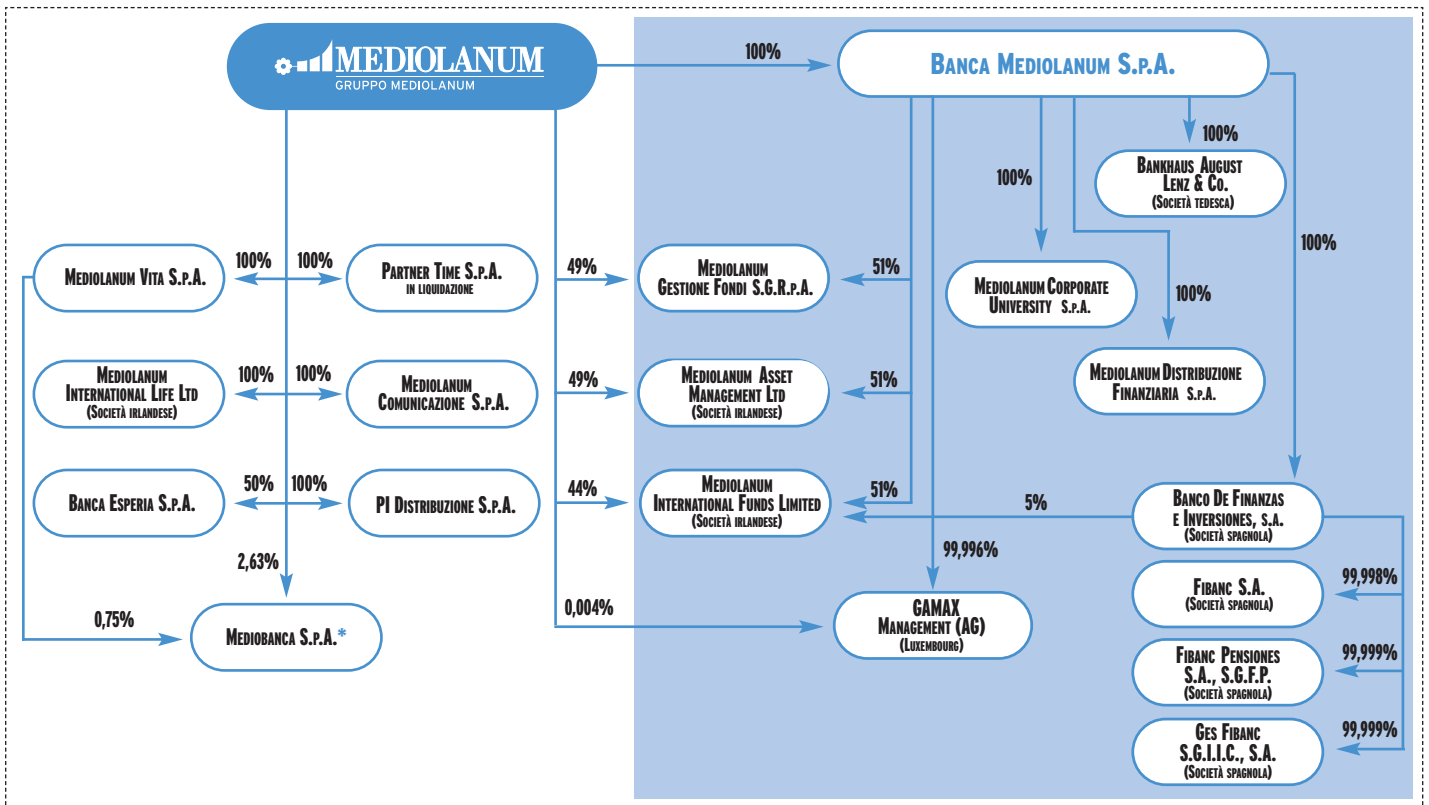 MEDIOLANUM
GRUPPO MEDIOLANUM
100%
BANCA MEDIOLANUM S.P.A.
100%
BANKHAUS AUGUST
LENZ & CO.
(SOCIETÀ TEDESCA)
100%
100%
MEDIOLANUM VITA S.P.A.
100%
100%
PARTNER TIME S.P.A.
IN LIQUIDAZIONE
49%
MEDIOLANUM
GESTIONE FONDI S.G.R.P.A.
51%
MEDIOLANUM CORPORATE
UNIVERSITY S.P.A.
100%
MEDIOLANUM
INTERNATIONAL LIFE LTD
(SOCIETÀ IRLANDESE)
100%
100%
MEDIOLANUM
COMUNICAZIONE S.P.A.
49%
MEDIOLANUM ASSET
MANAGEMENT LTD
(SOCIETÀ IRLANDESE)
51%
MEDIOLANUM DISTRIBUZIONE
FINANZIARIA S.P.A.
BANCA ESPERIA S.P.A.
50%
100%
PI DISTRIBUZIONE S.P.A.
44%
MEDIOLANUM
INTERNATIONAL FUNDS LIMITED
(SOCIETÀ IRLANDESE)
51%
5%
BANCO DE FINANZAS
E INVERSIONES, S.A.
(SOCIETÀ SPAGNOLA)
2,63%
99,996%
99,998%
FIBANC S.A.
(SOCIETÀ SPAGNOLA)
0,75%
MEDIOBANCA S.P.A.*
0,004%
GAMAX
MANAGEMENT (AG)
(LUXEMBOURG)
FIBANC PENSIONES
S.A., S.G.F.P.
(SOCIETÀ SPAGNOLA)
99,999%
GES FIBANC
S.G.I.I.C., S.A.
(SOCIETÀ SPAGNOLA)
99,999%